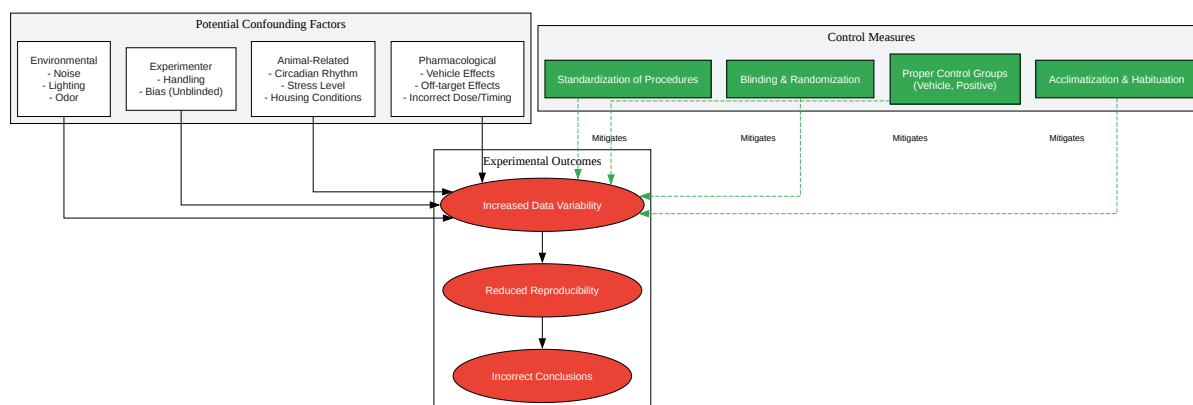 Potential Confounding Factors
Environmental
- Noise
- Lighting
- Odor
Experimenter
- Handling
- Bias (Unblinded)
Animal-Related
- Circadian Rhythm
- Stress Level
- Housing Conditions
Pharmacological
- Vehicle Effects
- Off-target Effects
- Incorrect Dose/Timing
Control Measures
Standardization of Procedures
Blinding & Randomization
Proper Control Groups
(Vehicle, Positive)
Acclimatization & Habituation
Mitigates
Mitigates
Mitigates
Mitigates
Experimental Outcomes
Increased Data Variability
Reduced Reproducibility
Incorrect Conclusions